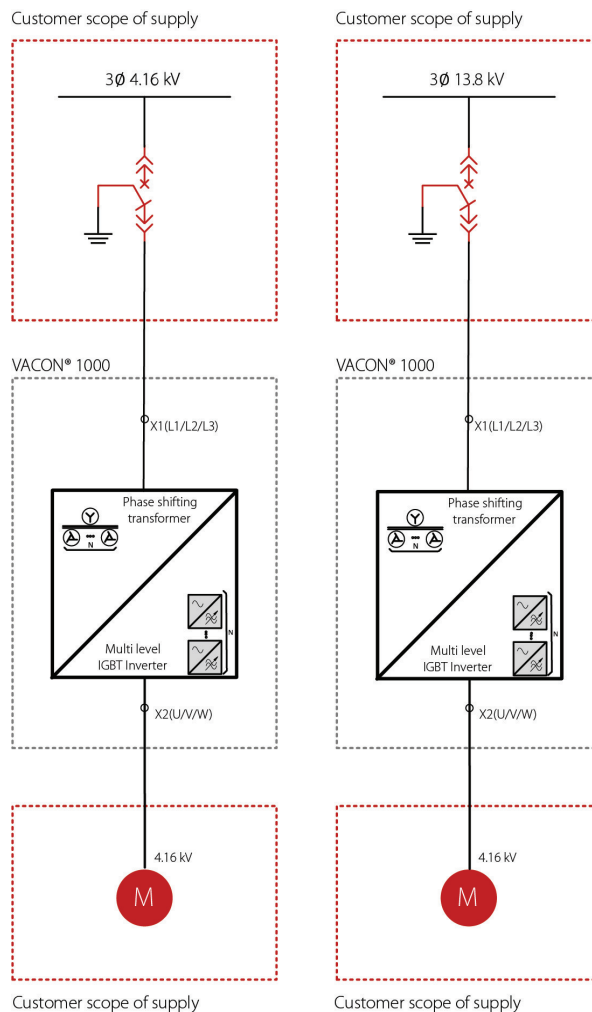 Customer scope of supply
3Ø 4.16 kV
VACON® 1000
X1(L1/L2/L3)
Phase shifting
transformer
Y
N
Multi level
IGBT Inverter
N
X2(U/V/W)
4.16 kV
M
Customer scope of supply
Customer scope of supply
3Ø 13.8 kV
VACON® 1000
X1(L1/L2/L3)
Phase shifting
transformer
Y
N
Multi level
IGBT Inverter
N
X2(U/V/W)
4.16 kV
M
Customer scope of supply